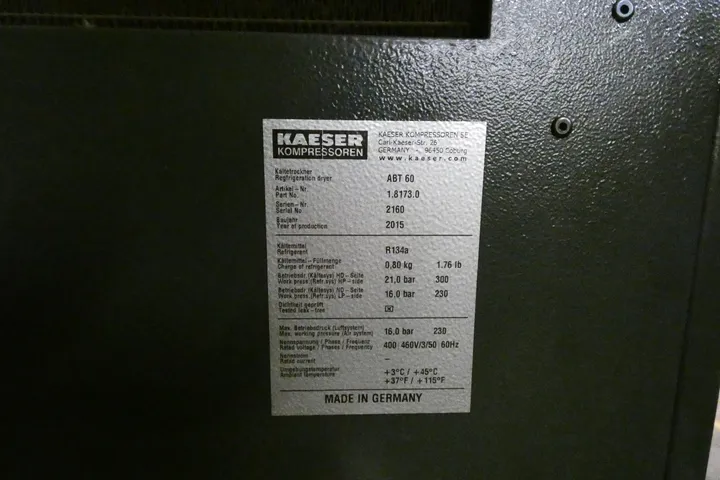 KAESER
KOMPRESSOREN
KAESER KOMPRESSOREN SE
Carl-Kaeser-Str. 26
GERMANY - 96450 Coburg
www.kaeser.com
Kältetrockner
Refrigeration dryer ABT 60
Artikel-Nr.
Part No. 1.8173.0
Serien-Nr.
Serial No 2160
Baujahr
Year of production 2015
Kältemittel
Refrigerant R134a
Kältemittel-Füllmenge
Charge of refrigerant 0,80 kg 1.76 lb
Betriebsdr (Kältesys) HD-Seite
Work press (Refr.sys) HP-side 21,0 bar 300
Betriebsdr (Kältesys) ND-Seite
Work press (Refr.sys) LP-side 16,0 bar 230
Dichtheit geprüft
Tested leak-free
Max. Betriebsdruck (Luftsystem)
Max. working pressure (Air system) 16,0 bar 230
Nennspannung / Phase / Frequenz
Rated voltage / Phases / Frequency 400 460V/3/50 60Hz
Nennstrom
Rated current –
Umgebungstemperatur +3°C / +45°C
Ambient temperature +37°F / +115°F
MADE IN GERMANY